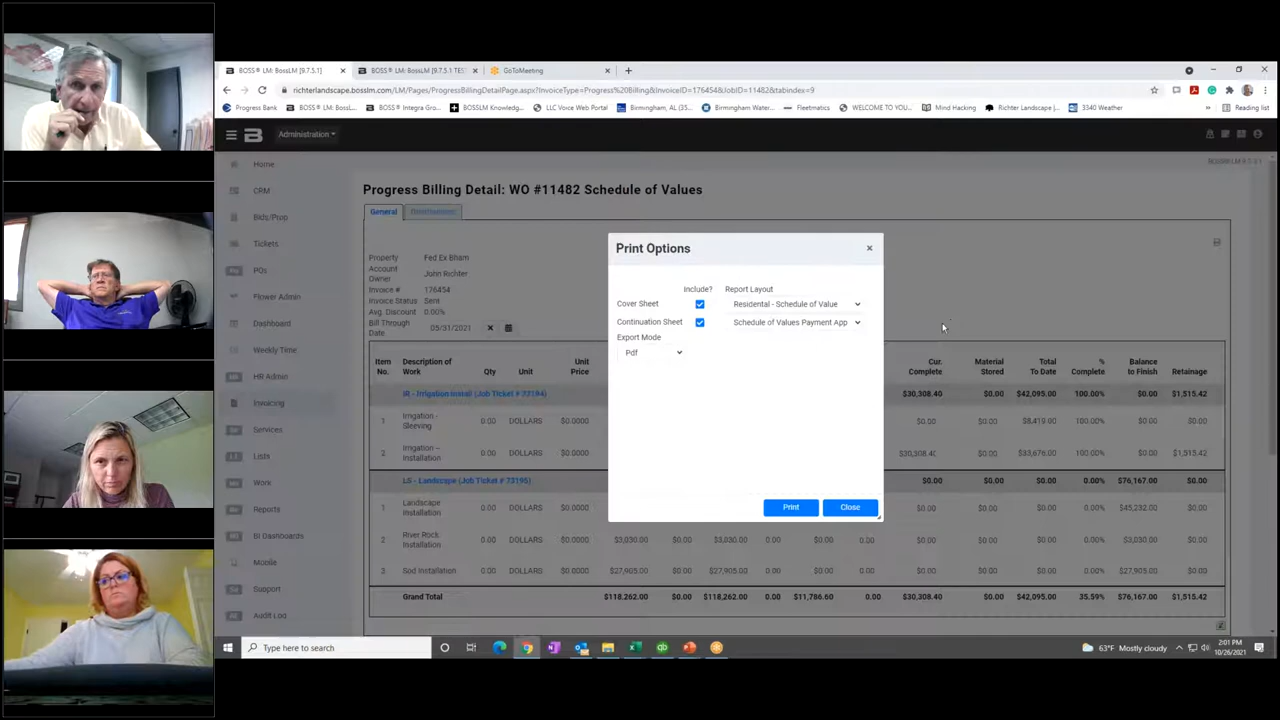 BOSS® LM: BossLM [9.7.5.1]
BOSS® LM: BossLM [9.7.5.1 TES
GoToMeeting
richterlandscape.bosslm.com/LM/Pages/ProgressBillingDetailPage.aspx?InvoiceType=Progress%20Billing&InvoiceID=176454&JobID=11482&tabindex=9
Progress Bank
BOSS® LM: BossL...
BOSS® Integra Gro...
BOSSLM Knowledg...
LLC Voice Web Portal
Birmingham, AL (35...
Birmingham Water...
Fleetmatics
WELCOME TO YOU...
Mind Hacking
Richter Landscape |...
3340 Weather
»
Reading list
Administration
Home
CRM
Bids/Prop
Tickets
POs
Flower Admin
Dashboard
Weekly Time
HR Admin
Invoicing
Services
Lists
Work
Reports
BI Dashboards
Mobile
Support
Audit Log
Progress Billing Detail: WO #11482 Schedule of Values
General
Property Fed Ex Bham
Account Owner John Richter
Invoice # 176454
Invoice Status Sent
Avg. Discount 0.00%
Bill Through Date 05/31/2021
Print Options
Include? Report Layout
Cover Sheet Residental - Schedule of Value
Continuation Sheet Schedule of Values Payment App
Export Mode
Pdf
Print Close
Item No. Description of Work Qty Unit Unit Price Cur. Complete Material Stored Total To Date % Complete Balance to Finish Retainage
IR - Irrigation Install (Job Ticket # 73194) $30,308.40 $0.00 $42,095.00 100.00% $0.00 $1,515.42
1 Irrigation - Sleeving 0.00 DOLLARS $0.0000 $0.00 $0.00 $8,419.00 100.00% $0.00 $0.00
2 Irrigation – Installation 0.00 DOLLARS $0.0000 $30,308.40 $0.00 $33,676.00 100.00% $0.00 $1,515.42
LS - Landscape (Job Ticket # 73195) $0.00 $0.00 $0.00 0.00% $76,167.00 $0.00
1 Landscape Installation 0.00 DOLLARS $0.0000 $0.00 $0.00 $0.00 0.00% $45,232.00 $0.00
2 River Rock Installation 0.00 DOLLARS $0.0000 $3,030.00 $0.00 $3,030.00 0.00 $0.00 0.00 $0.00 $0.00 $0.00 0.00% $3,030.00 $0.00
3 Sod Installation 0.00 DOLLARS $0.0000 $27,905.00 $0.00 $27,905.00 0.00 $0.00 0.00 $0.00 $0.00 $0.00 0.00% $27,905.00 $0.00
Grand Total $118,262.00 $0.00 $118,262.00 0.00 $11,786.60 0.00 $30,308.40 $0.00 $42,095.00 35.59% $76,167.00 $1,515.42
Type here to search
63°F Mostly cloudy
2:01 PM
10/26/2021